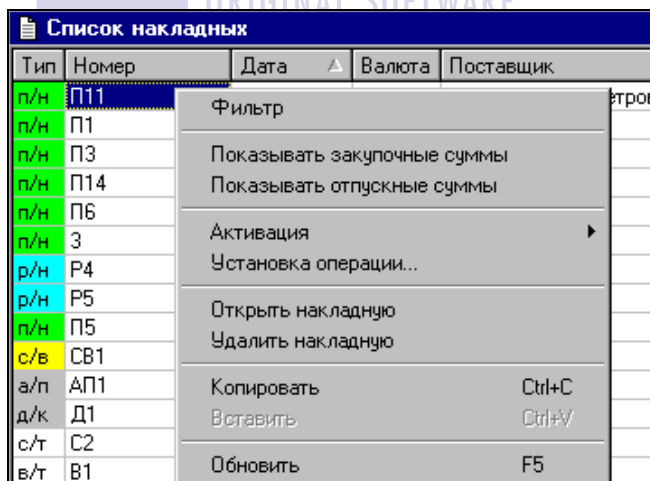 ORIGINAL SOFTWARE
Список накладных
Тип Номер Дата Валюта Поставщик
п/н П11
п/н П1
п/н П3
п/н П14
п/н П6
п/н 3
р/н Р4
р/н Р5
п/н П5
с/в СВ1
а/п АП1
д/к Д1
с/т С2
в/т В1
Фильтр
Показывать закупочные суммы
Показывать отпускные суммы
Активация
Установка операции...
Открыть накладную
Удалить накладную
Копировать Ctrl+C
Вставить Ctrl+V
Обновить F5